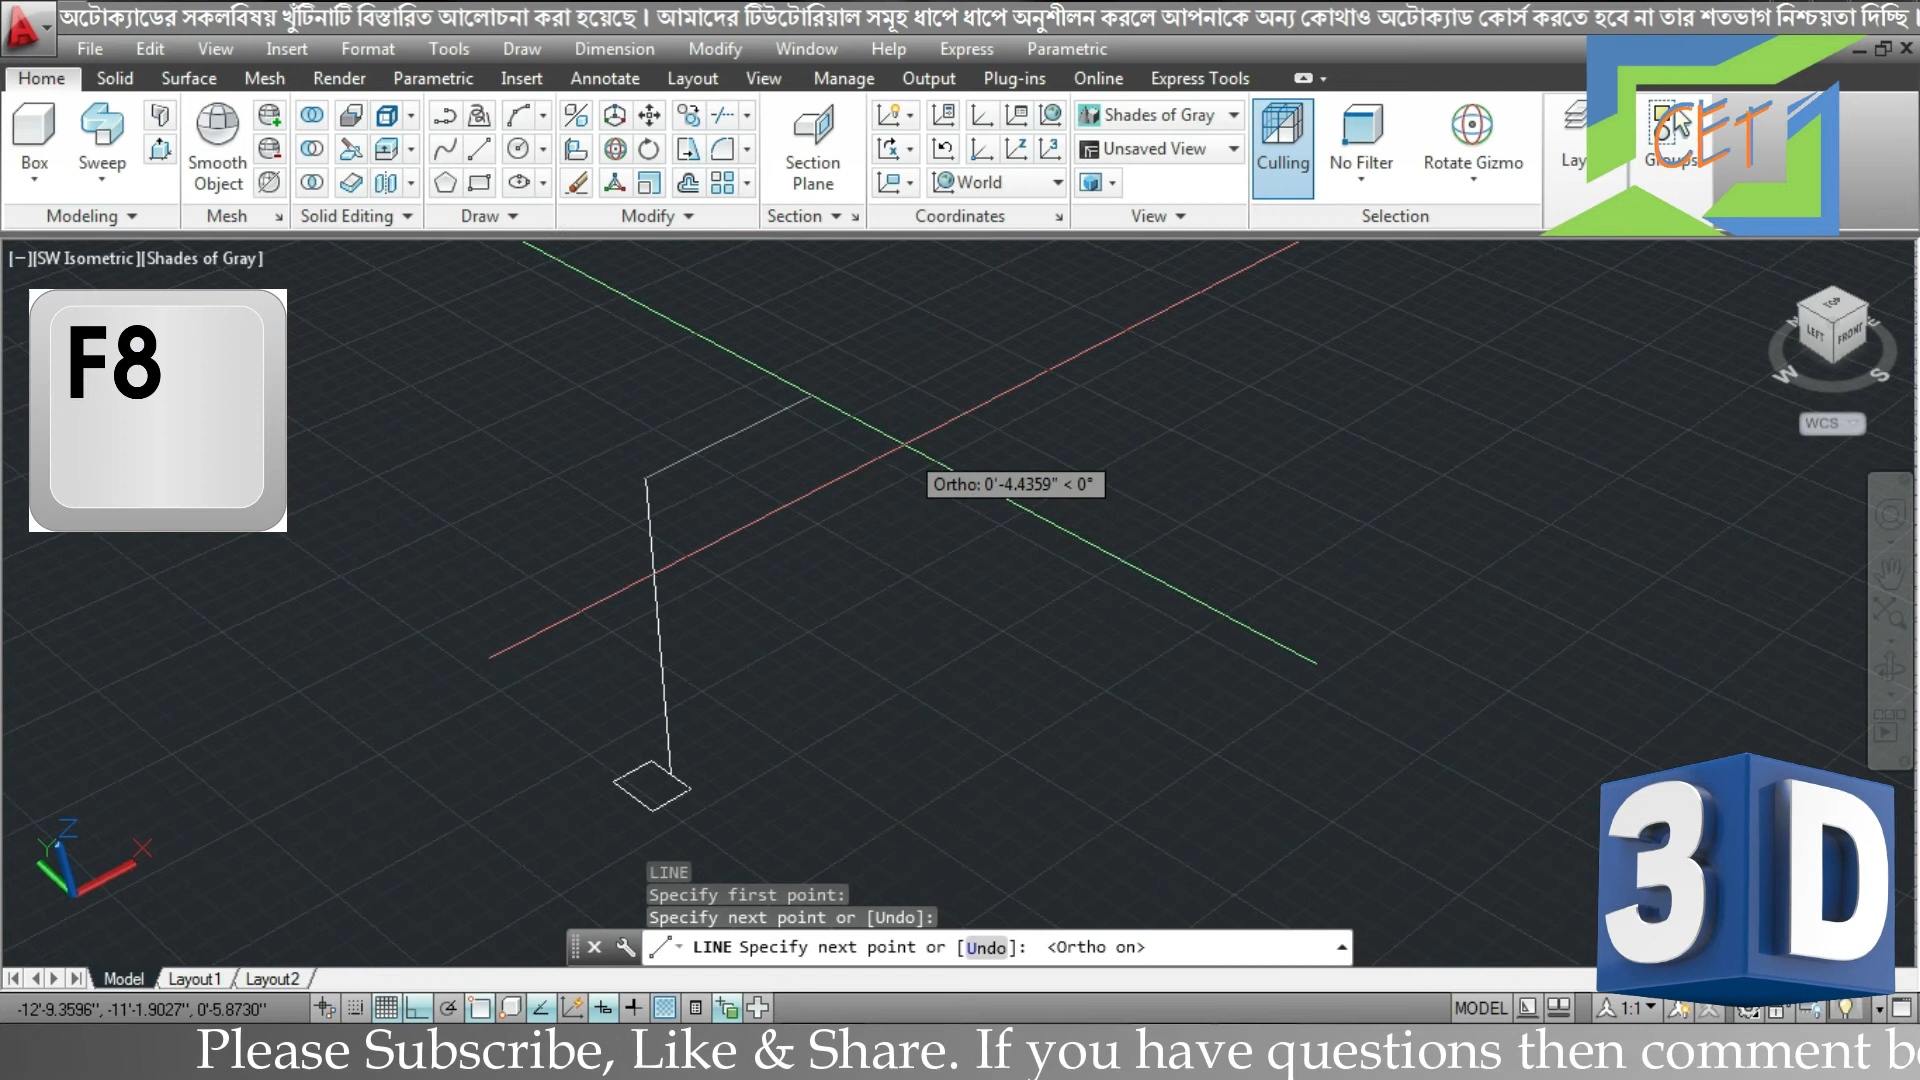 অটোক্যাডের সকলবিষয় খুঁটিনাটি বিস্তারিত আলোচনা করা হয়েছে। আমাদের টিউটোরিয়াল সমূহ ধাপে ধাপে অনুশীলন করলে আপনাকে অন্য কোথাও অটোক্যাড কোর্স করতে হবে না তার শতভাগ নিশ্চয়তা দিচ্ছি।
File Edit View Insert Format Tools Draw Dimension Modify Window Help Express Parametric
Home Solid Surface Mesh Render Parametric Insert Annotate Layout View Manage Output Plug-ins Online Express Tools
Shades of Gray
Unsaved View
World
Box Sweep Smooth Object Section Plane Culling No Filter Rotate Gizmo Lay Groups
CET
Modeling Mesh Solid Editing Draw Modify Section Coordinates View Selection
[−][SW Isometric][Shades of Gray]
F8
TOP
LEFT FRONT
N E
W S
WCS
Ortho: 0'-4.4359" < 0°
Z
Y X
3D
LINE
Specify first point:
Specify next point or [Undo]:
LINE Specify next point or [Undo]: <Ortho on>
Model Layout1 Layout2
-12'-9.3596", -11'-1.9027", 0'-5.8730"
MODEL 1:1
Please Subscribe, Like & Share. If you have questions then comment